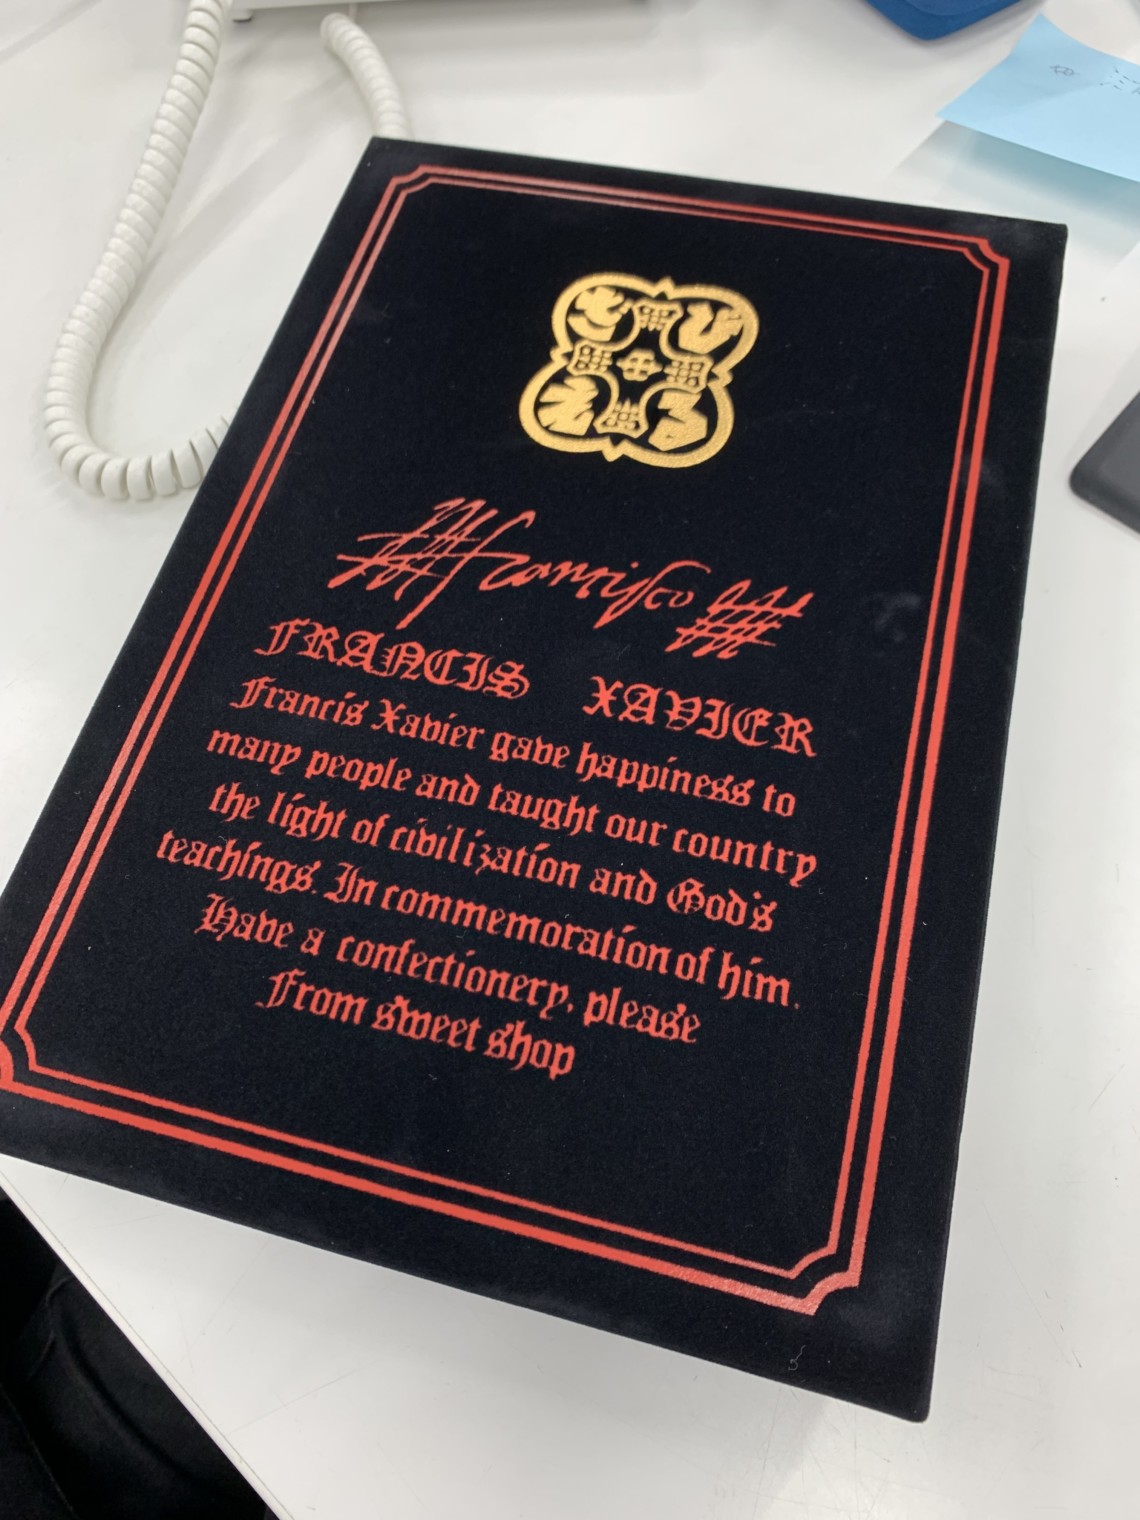 Francisco
FRANCIS XAVIER
Francis Xavier gave happiness to
many people and taught our country
the light of civilization and God's
teachings. In commemoration of him.
Have a confectionery, please
From sweet shop